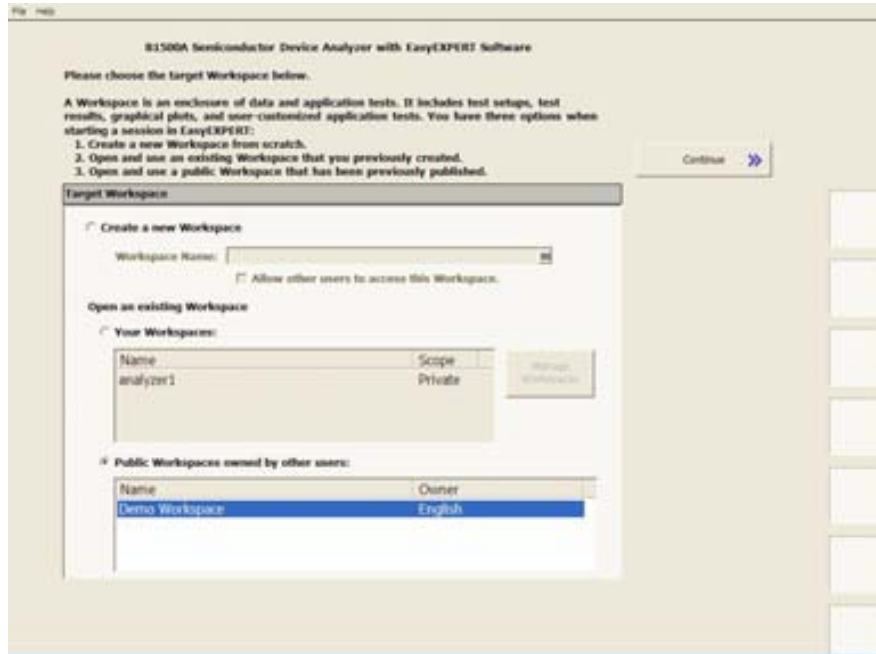 File Help
B1500A Semiconductor Device Analyzer with EasyEXPERT Software
Please choose the target Workspace below.
A Workspace is an enclosure of data and application tests. It includes test setups, test
results, graphical plots, and user-customized application tests. You have three options when
starting a session in EasyEXPERT:
1. Create a new Workspace from scratch.
2. Open and use an existing Workspace that you previously created.
3. Open and use a public Workspace that has been previously published.
Continue
Target Workspace
Create a new Workspace
Workspace Name:
Allow other users to access this Workspace.
Open an existing Workspace
Your Workspaces:
Name Scope
analyzer1 Private
Manage
Workspaces
Public Workspaces owned by other users:
Name Owner
Demo Workspace English